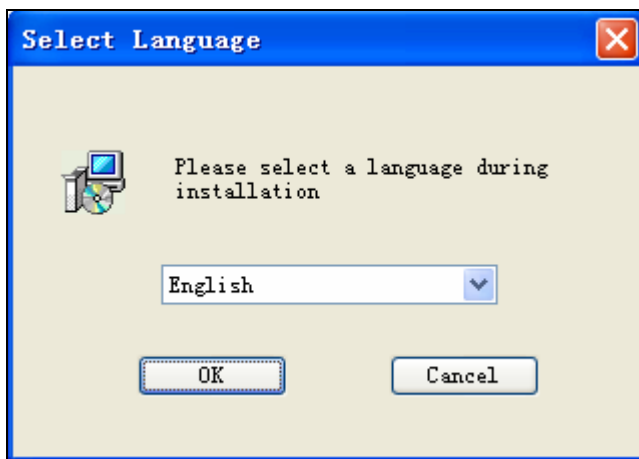 Select Language
Please select a language during
installation
English
OK
Cancel